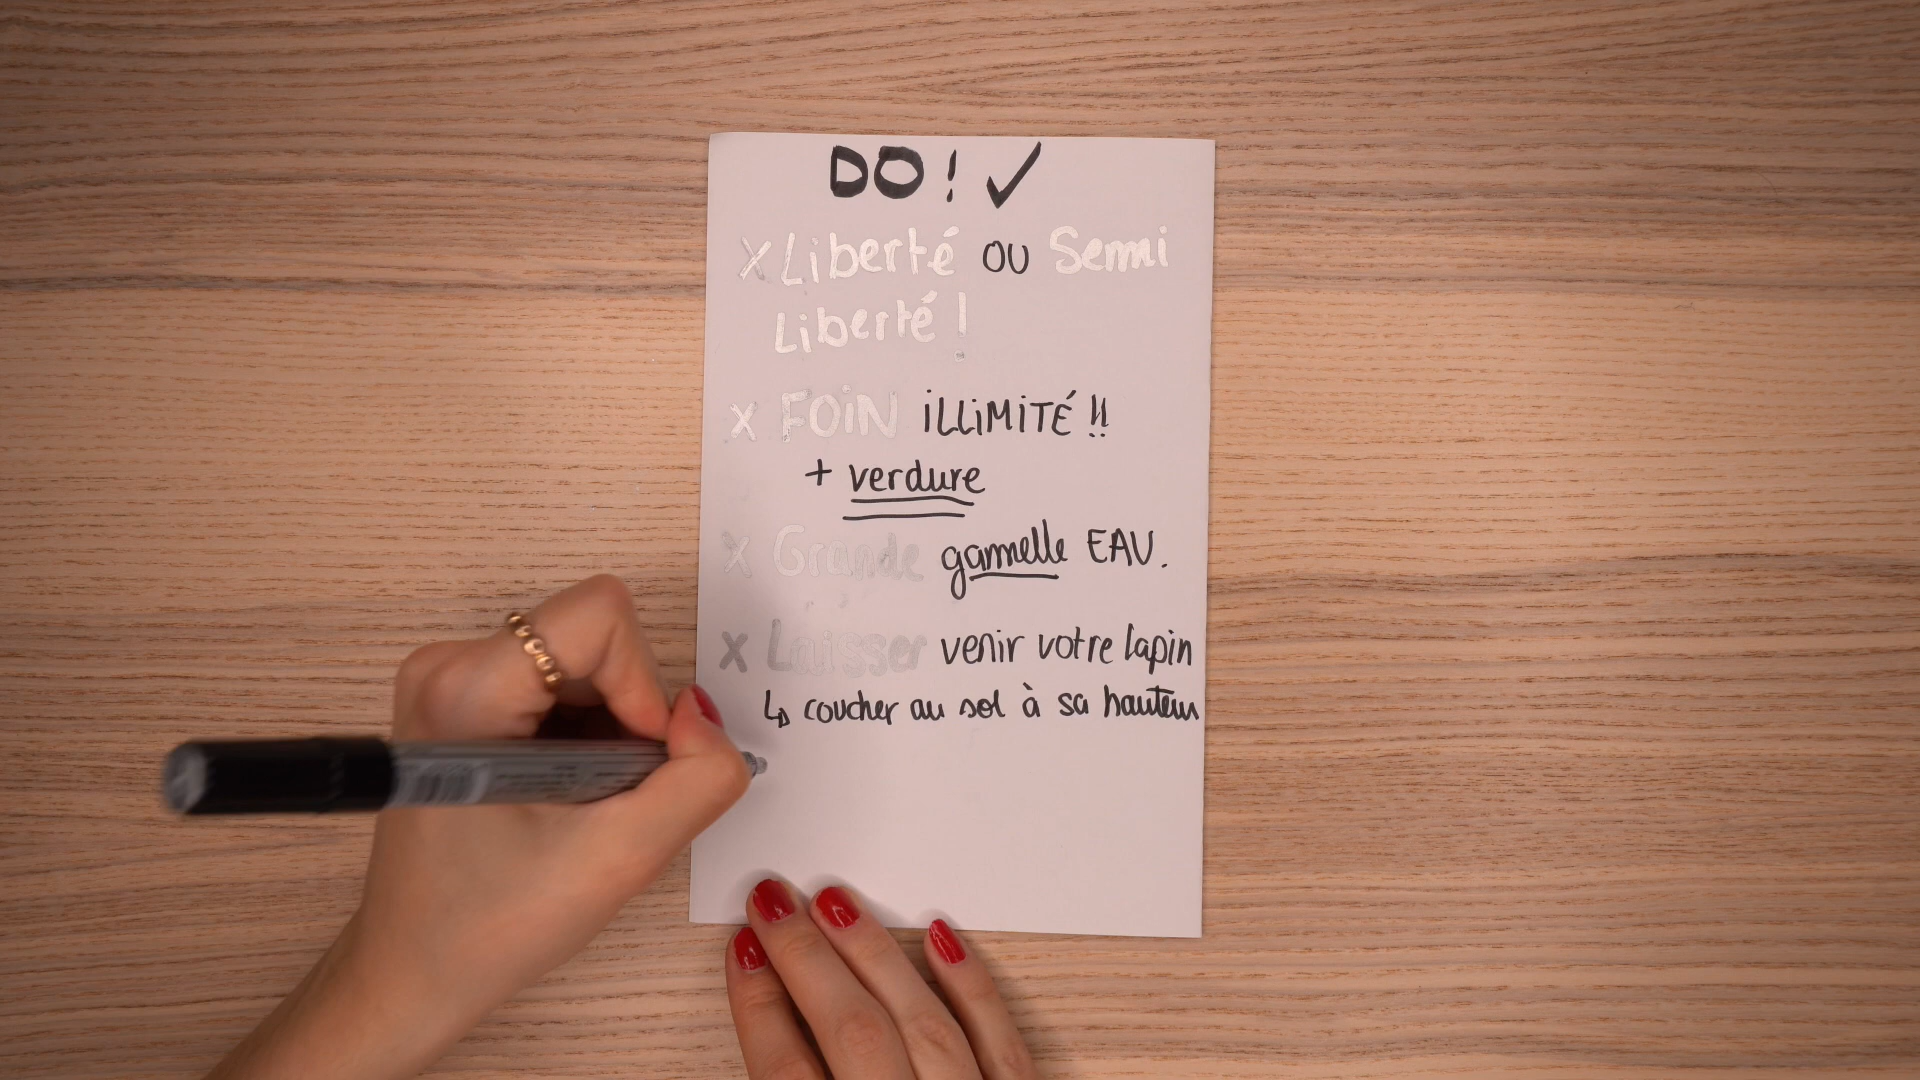 DO ! ✓
x Liberté ou Semi
Liberté !
x FOiN iLLiMiTÉ !!
+ verdure
x Grande gamelle EAU.
x Laisser venir votre lapin
↳ coucher au sol à sa hauteur